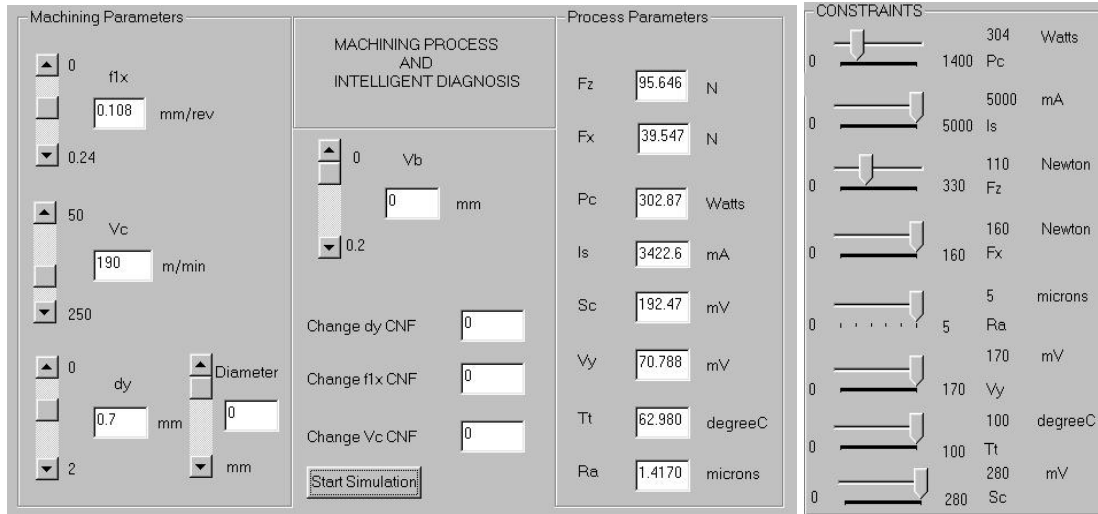 Machining Parameters
0
f1x
0.108 mm/rev
0.24
50
Vc
190 m/min
250
0
dy
0.7 mm
2
Diameter
0
mm
MACHINING PROCESS
AND
INTELLIGENT DIAGNOSIS
0 Vb
0 mm
0.2
Change dy CNF 0
Change f1x CNF 0
Change Vc CNF 0
Start Simulation
Process Parameters
Fz 95.646 N
Fx 39.547 N
Pc 302.87 Watts
Is 3422.6 mA
Sc 192.47 mV
Vy 70.788 mV
Tt 62.980 degreeC
Ra 1.4170 microns
CONSTRAINTS
304 Watts
0 1400 Pc
5000 mA
0 5000 Is
110 Newton
0 330 Fz
160 Newton
0 160 Fx
5 microns
0 5 Ra
170 mV
0 170 Vy
100 degreeC
0 100 Tt
280 mV
0 280 Sc